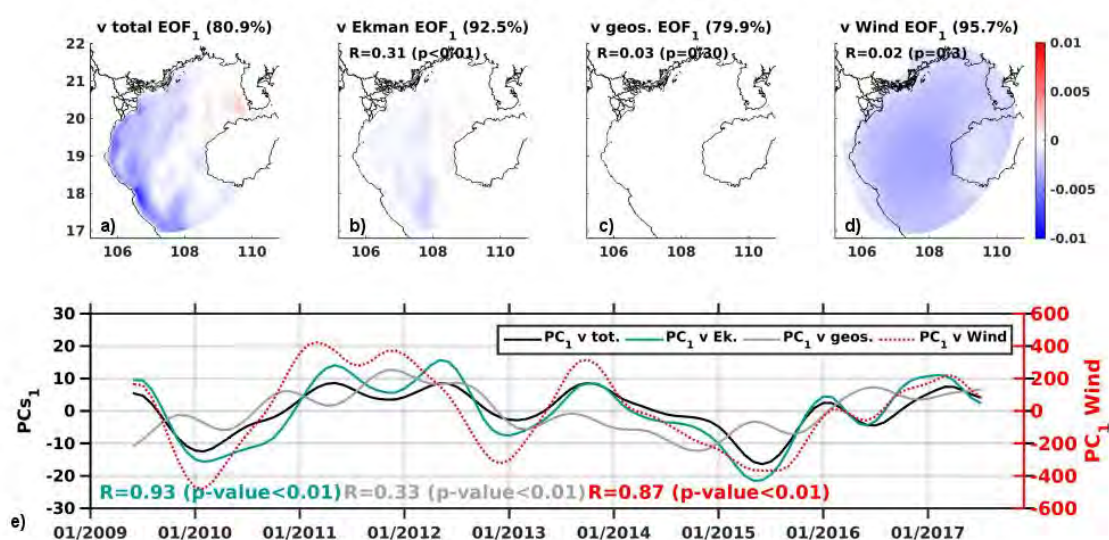 v total EOF1 (80.9%)
v Ekman EOF1 (92.5%)
v geos. EOF1 (79.9%)
v Wind EOF1 (95.7%)
R=0.31 (p<0.01)
R=0.03 (p=0.30)
R=0.02 (p=0.3)
22
21
20
19
18
17
a)
b)
c)
d)
106 108 110
106 108 110
106 108 110
106 108 110
0.01
0.005
0
-0.005
-0.01
PC1 v tot.
PC1 v Ek.
PC1 v geos.
PC1 v Wind
30
20
10
0
-10
-20
-30
PCs1
600
400
200
0
-200
-400
-600
PC1 Wind
R=0.93 (p-value<0.01)
R=0.33 (p-value<0.01)
R=0.87 (p-value<0.01)
e)
01/2009 01/2010 01/2011 01/2012 01/2013 01/2014 01/2015 01/2016 01/2017